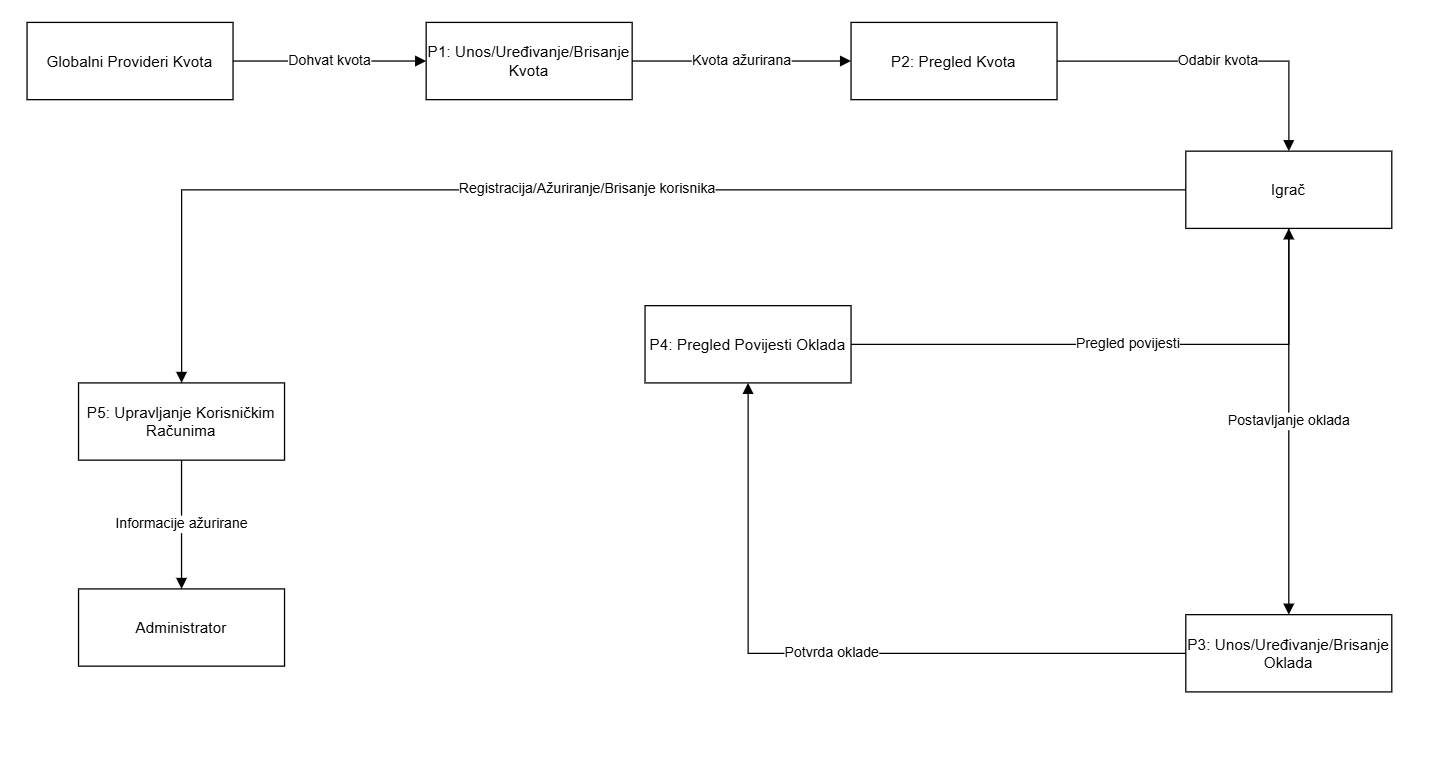 Globalni Provideri Kvota
Dohvat kvota
P1: Unos/Uređivanje/Brisanje
Kvota
Kvota ažurirana
P2: Pregled Kvota
Odabir kvota
Igrač
Registracija/Ažuriranje/Brisanje korisnika
P4: Pregled Povijesti Oklada
Pregled povijesti
P5: Upravljanje Korisničkim
Računima
Postavljanje oklada
Informacije ažurirane
Administrator
Potvrda oklade
P3: Unos/Uređivanje/Brisanje
Oklada